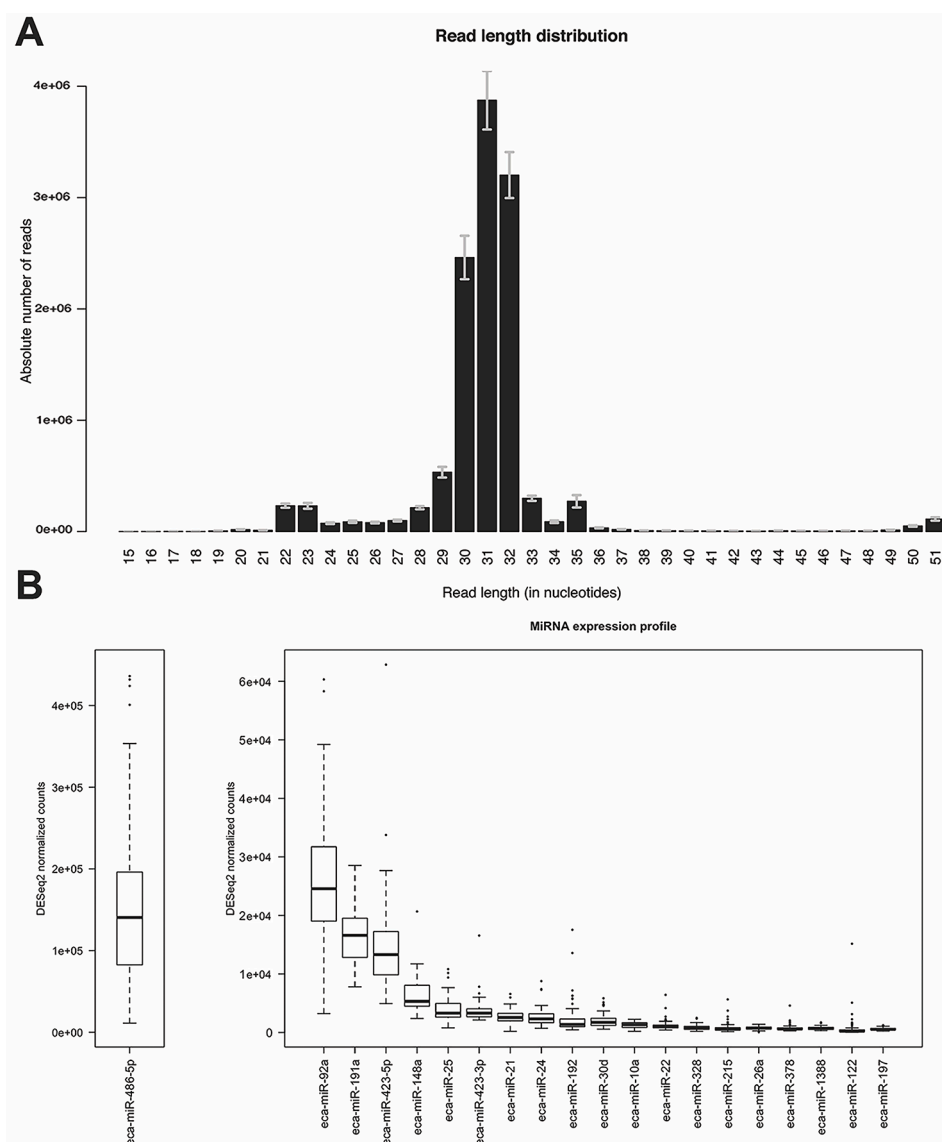 A
Read length distribution
Absolute number of reads
4e+06
3e+06
2e+06
1e+06
0e+00
15 16 17 18 19 20 21 22 23 24 25 26 27 28 29 30 31 32 33 34 35 36 37 38 39 40 41 42 43 44 45 46 47 48 49 50 51
Read length (in nucleotides)
B
MiRNA expression profile
DESeq2 normalized counts
4e+05
3e+05
2e+05
1e+05
0e+00
eca-miR-486-5p
DESeq2 normalized counts
6e+04
5e+04
4e+04
3e+04
2e+04
1e+04
0
eca-miR-92a
eca-miR-191a
eca-miR-423-5p
eca-miR-148a
eca-miR-25
eca-miR-423-3p
eca-miR-21
eca-miR-24
eca-miR-192
eca-miR-30d
eca-miR-10a
eca-miR-22
eca-miR-328
eca-miR-215
eca-miR-26a
eca-miR-378
eca-miR-1388
eca-miR-122
eca-miR-197